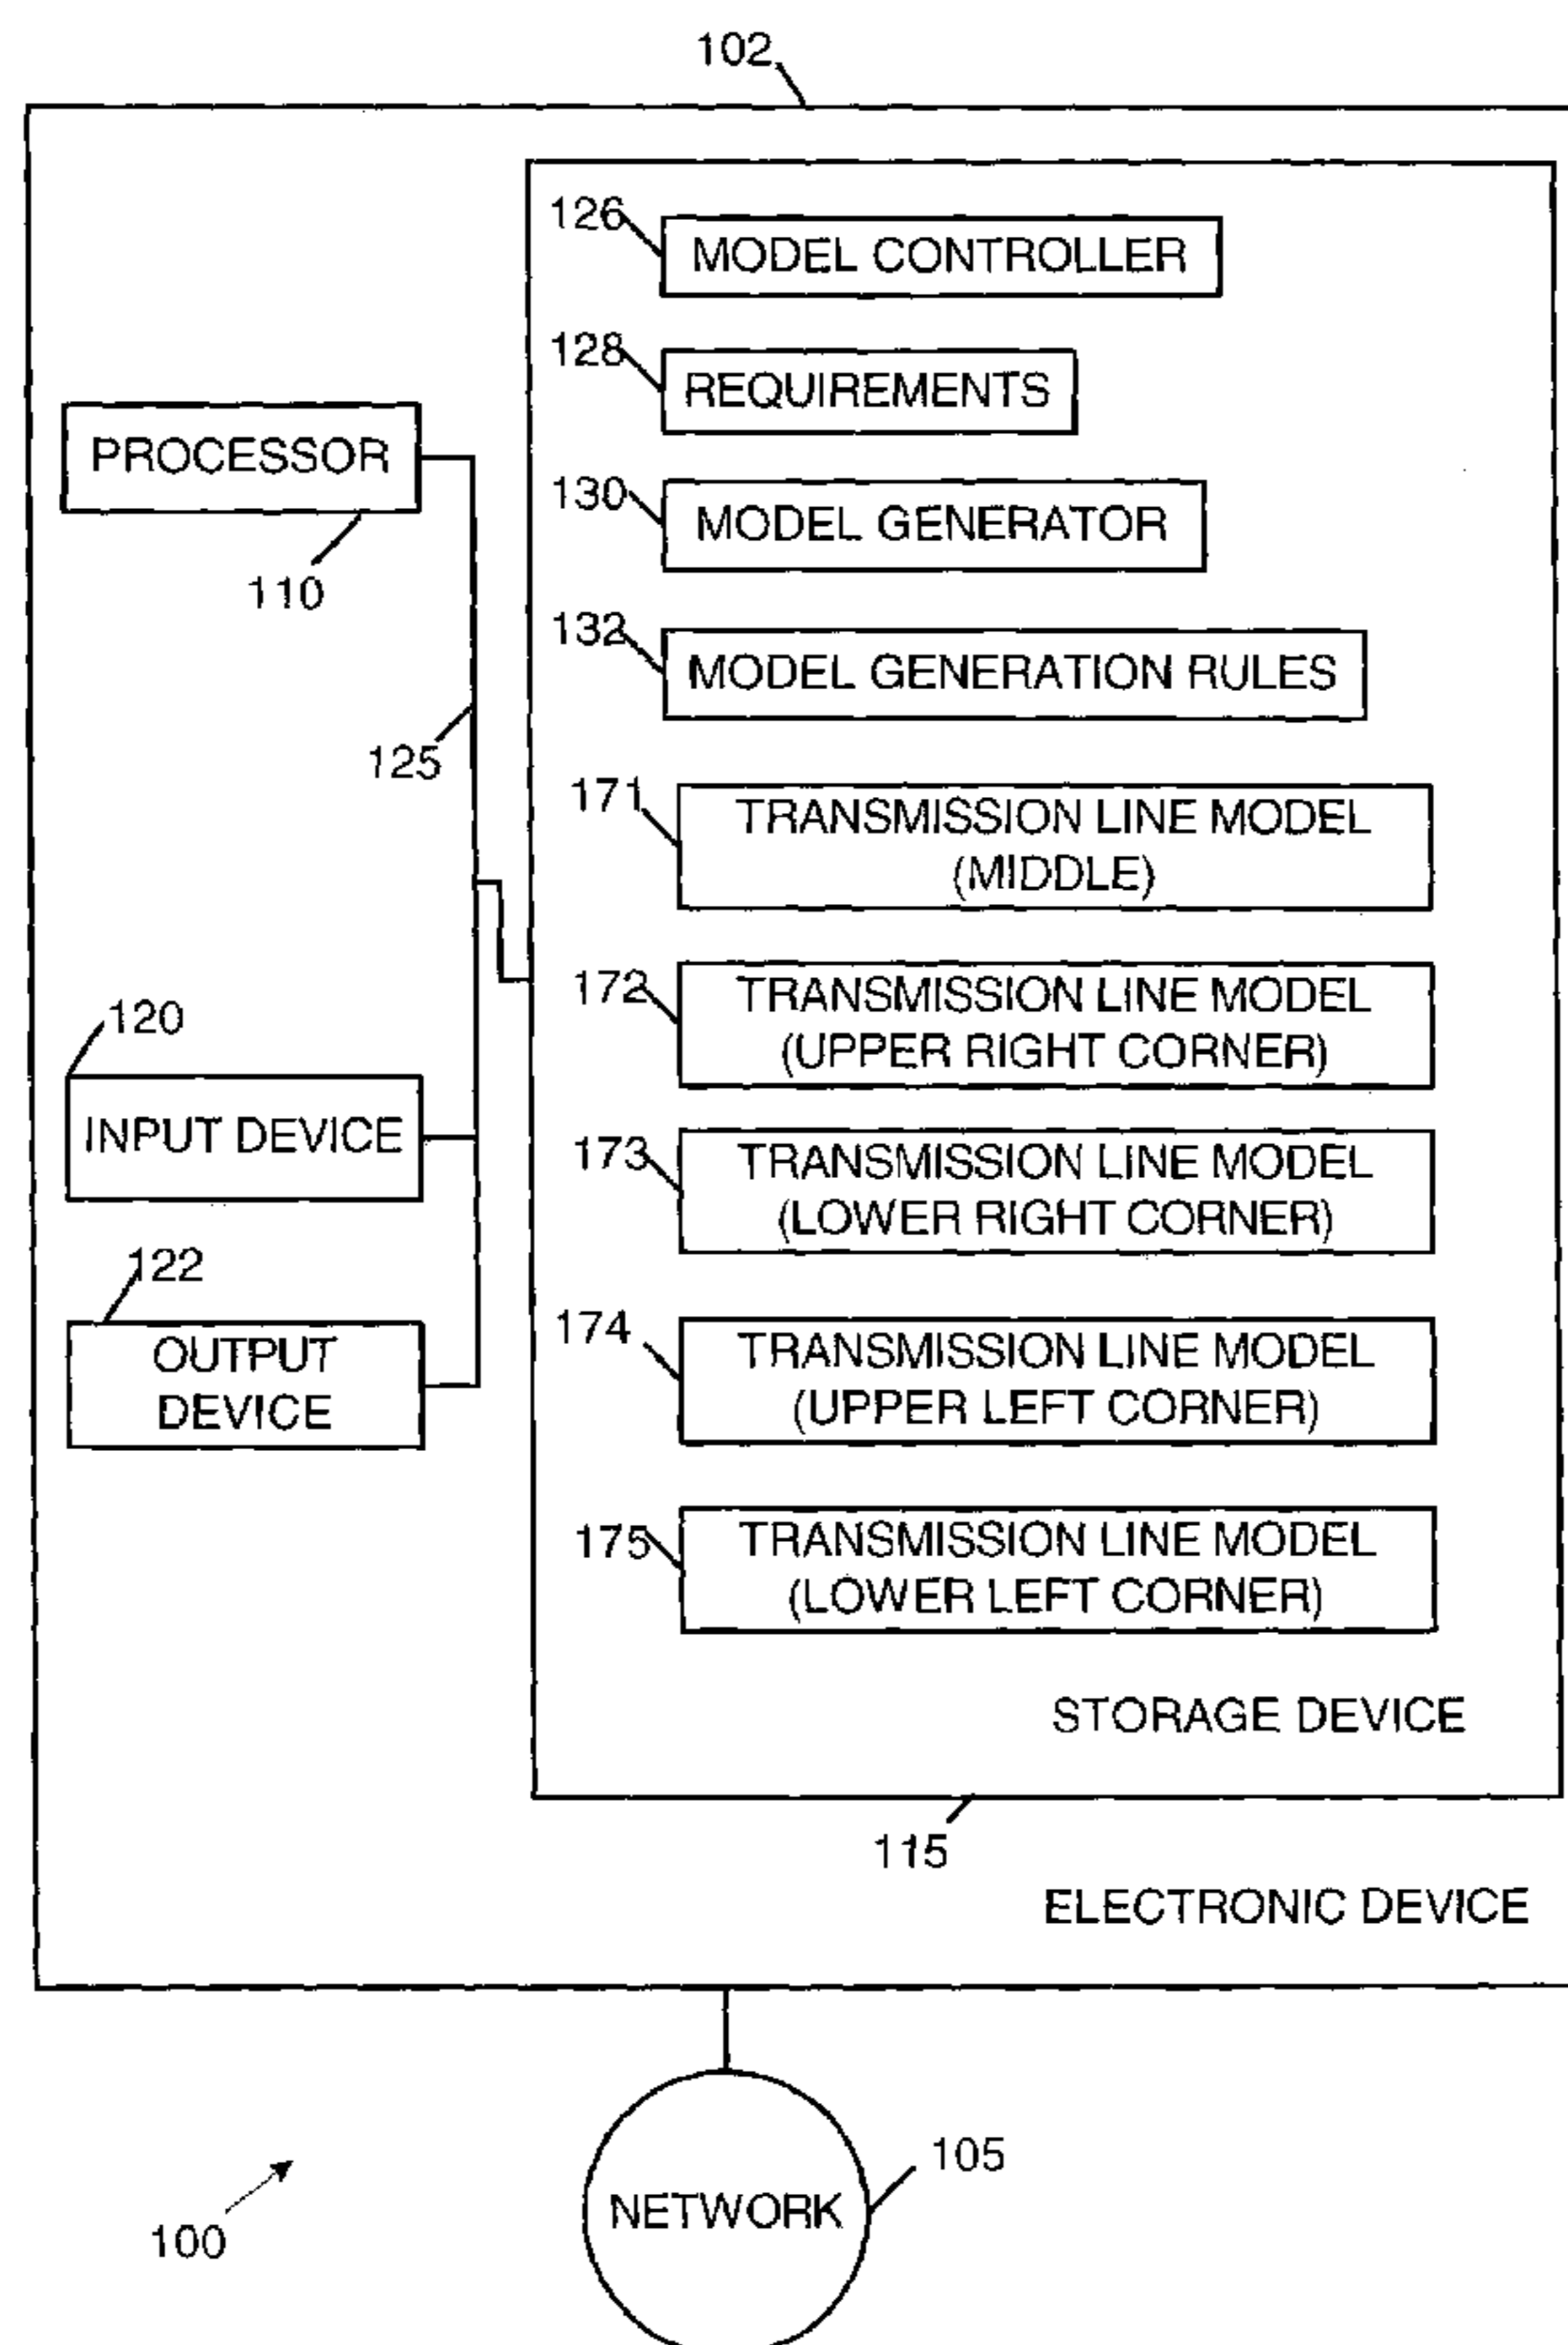 102
126
MODEL CONTROLLER
128
REQUIREMENTS
PROCESSOR
110
130
MODEL GENERATOR
132
MODEL GENERATION RULES
125
171
TRANSMISSION LINE MODEL
(MIDDLE)
172
TRANSMISSION LINE MODEL
(UPPER RIGHT CORNER)
120
INPUT DEVICE
173
TRANSMISSION LINE MODEL
(LOWER RIGHT CORNER)
122
OUTPUT
DEVICE
174
TRANSMISSION LINE MODEL
(UPPER LEFT CORNER)
175
TRANSMISSION LINE MODEL
(LOWER LEFT CORNER)
STORAGE DEVICE
115
ELECTRONIC DEVICE
105
NETWORK
100